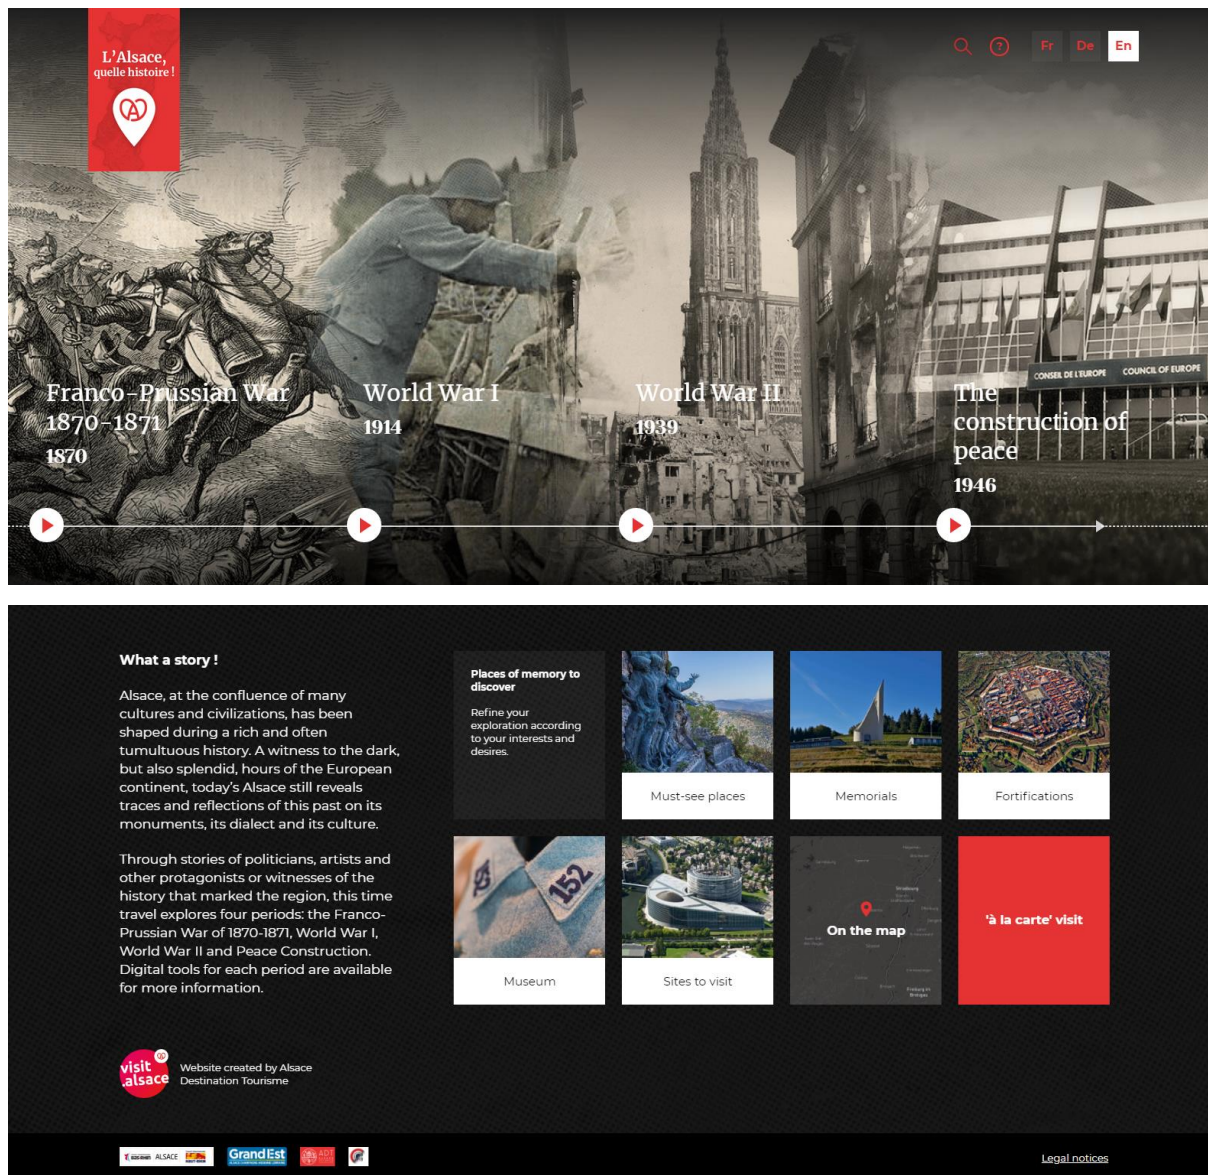 L'Alsace,
quelle histoire !
?
Fr
De
En
CONSEIL DE L'EUROPE COUNCIL OF EUROPE
Franco-Prussian War
1870-1871
1870
World War I
1914
World War II
1939
The
construction of
peace
1946
What a story !
Alsace, at the confluence of many
cultures and civilizations, has been
shaped during a rich and often
tumultuous history. A witness to the dark,
but also splendid, hours of the European
continent, today's Alsace still reveals
traces and reflections of this past on its
monuments, its dialect and its culture.
Through stories of politicians, artists and
other protagonists or witnesses of the
history that marked the region, this time
travel explores four periods: the Franco-
Prussian War of 1870-1871, World War I,
World War II and Peace Construction.
Digital tools for each period are available
for more information.
Places of memory to
discover
Refine your
exploration according
to your interests and
desires.
Must-see places
Memorials
Fortifications
152
Museum
Sites to visit
Strasbourg
On the map
Freiburg im
Breisgau
'à la carte' visit
visit
.alsace
Website created by Alsace
Destination Tourisme
ALSACE
GrandEst
ADT
Legal notices